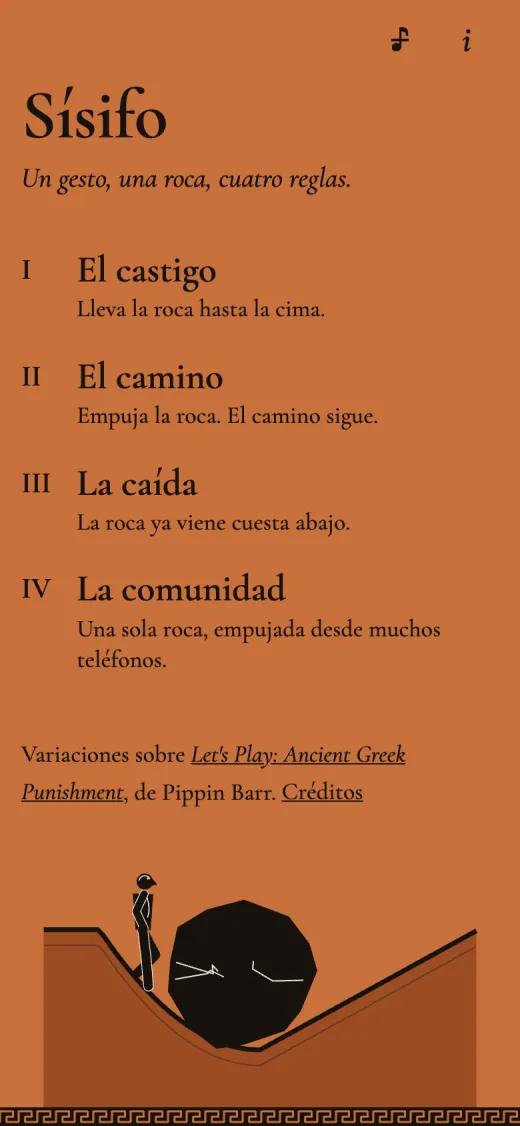 i
Sísifo
Un gesto, una roca, cuatro reglas.
I El castigo
Lleva la roca hasta la cima.
II El camino
Empuja la roca. El camino sigue.
III La caída
La roca ya viene cuesta abajo.
IV La comunidad
Una sola roca, empujada desde muchos
teléfonos.
Variaciones sobre Let's Play: Ancient Greek
Punishment, de Pippin Barr. Créditos